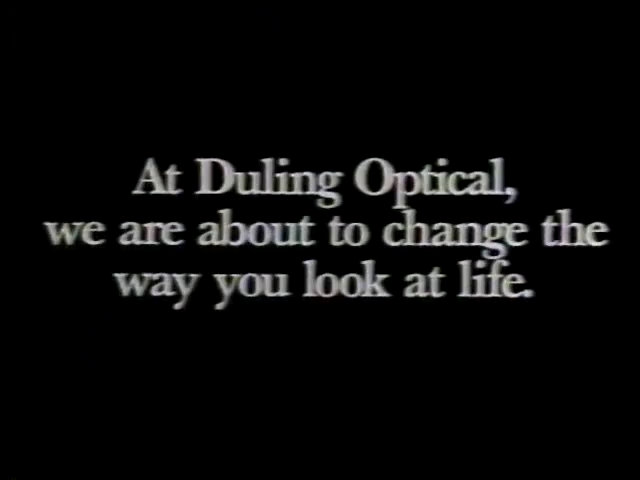 At Duling Optical,
we are about to change the
way you look at life.